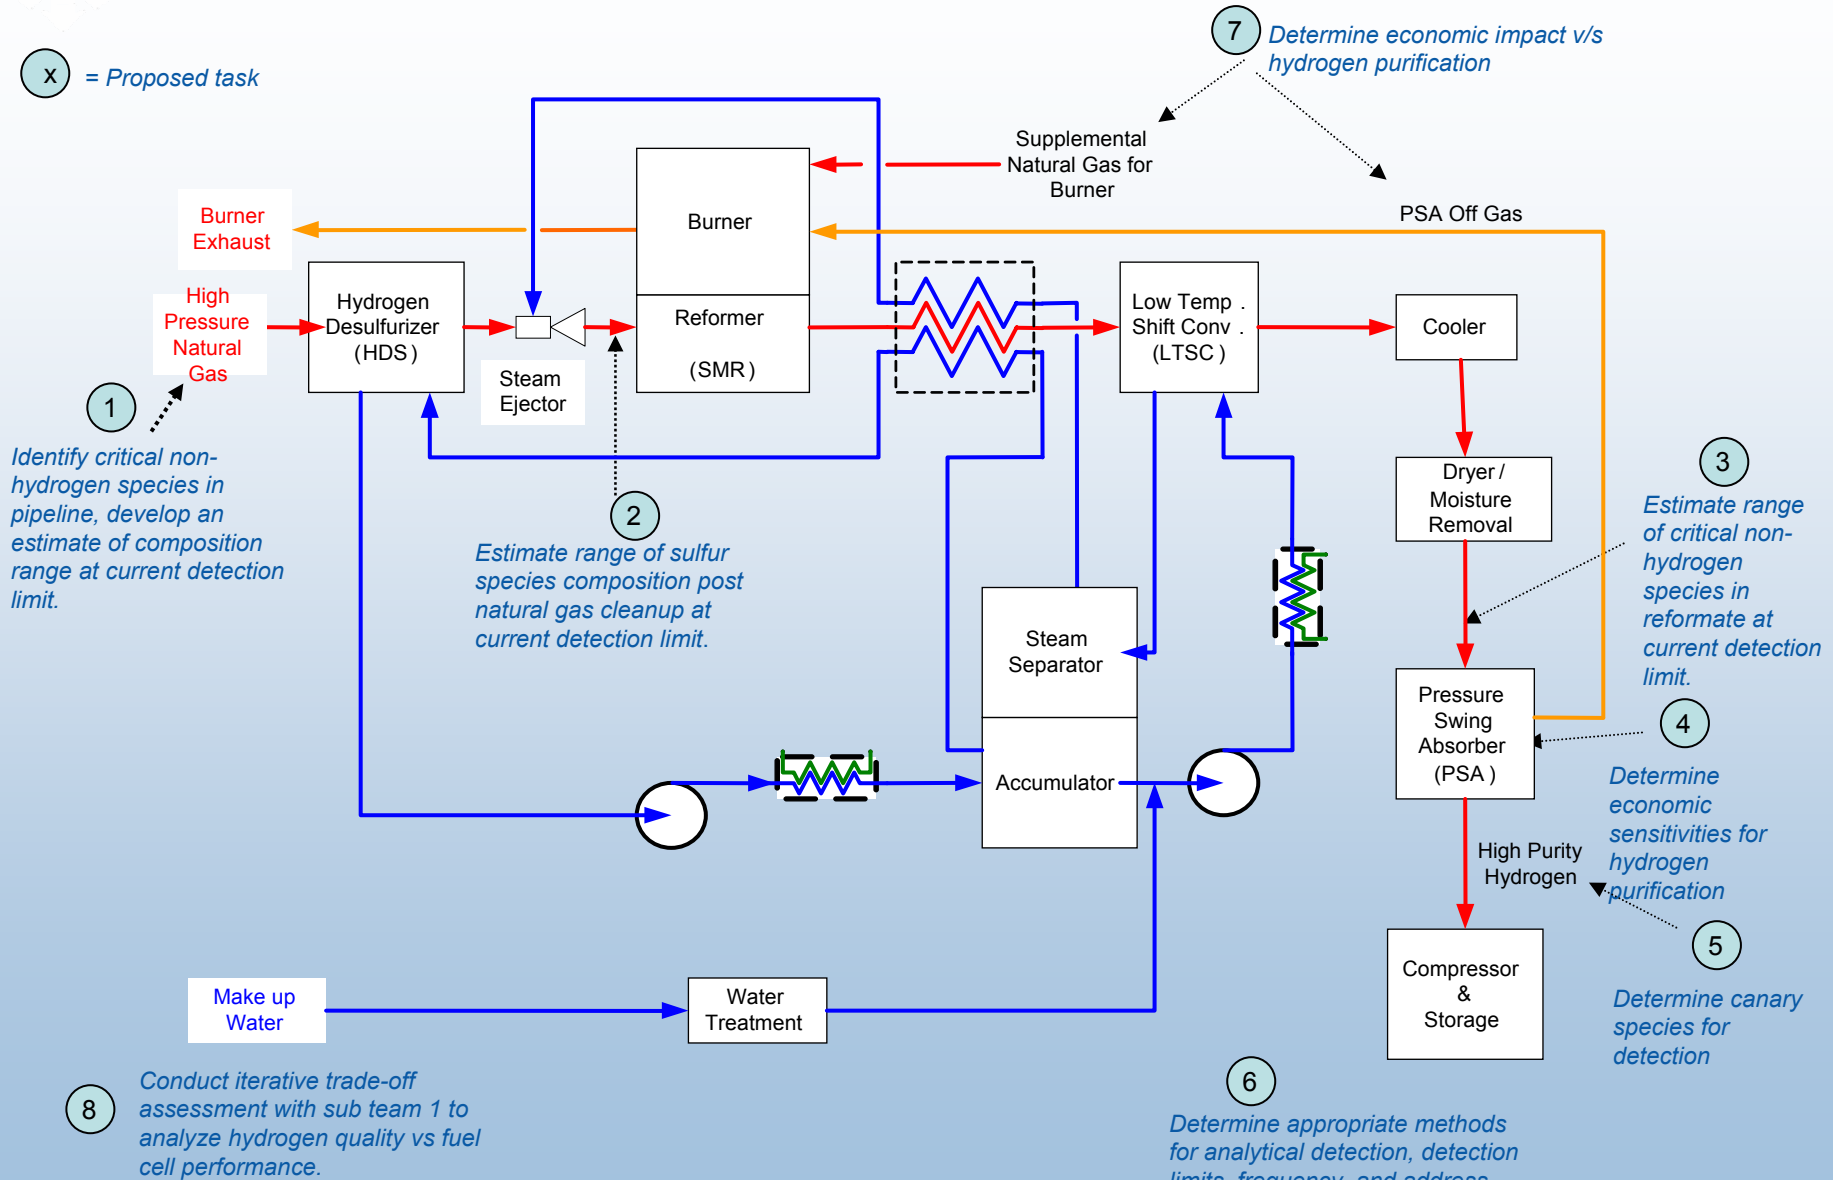 7
Determine economic impact v/s
hydrogen purification
x
= Proposed task
Supplemental
Natural Gas for
Burner
Burner
Exhaust
Burner
PSA Off Gas
High
Pressure
Natural
Gas
Hydrogen
Desulfurizer
(HDS)
Steam
Ejector
Reformer
(SMR)
Low Temp .
Shift Conv .
(LTSC)
Cooler
1
Identify critical non-
hydrogen species in
pipeline, develop an
estimate of composition
range at current detection
limit.
2
Estimate range of sulfur
species composition post
natural gas cleanup at
current detection limit.
Dryer /
Moisture
Removal
3
Estimate range
of critical non-
hydrogen
species in
reformate at
current detection
limit.
Steam
Separator
Accumulator
Pressure
Swing
Absorber
(PSA)
4
Determine
economic
sensitivities for
hydrogen
purification
High Purity
Hydrogen
5
Determine canary
species for
detection
Compressor
&
Storage
Make up
Water
Water
Treatment
8
Conduct iterative trade-off
assessment with sub team 1 to
analyze hydrogen quality vs fuel
cell performance.
6
Determine appropriate methods
for analytical detection, detection
limits, frequency, and address